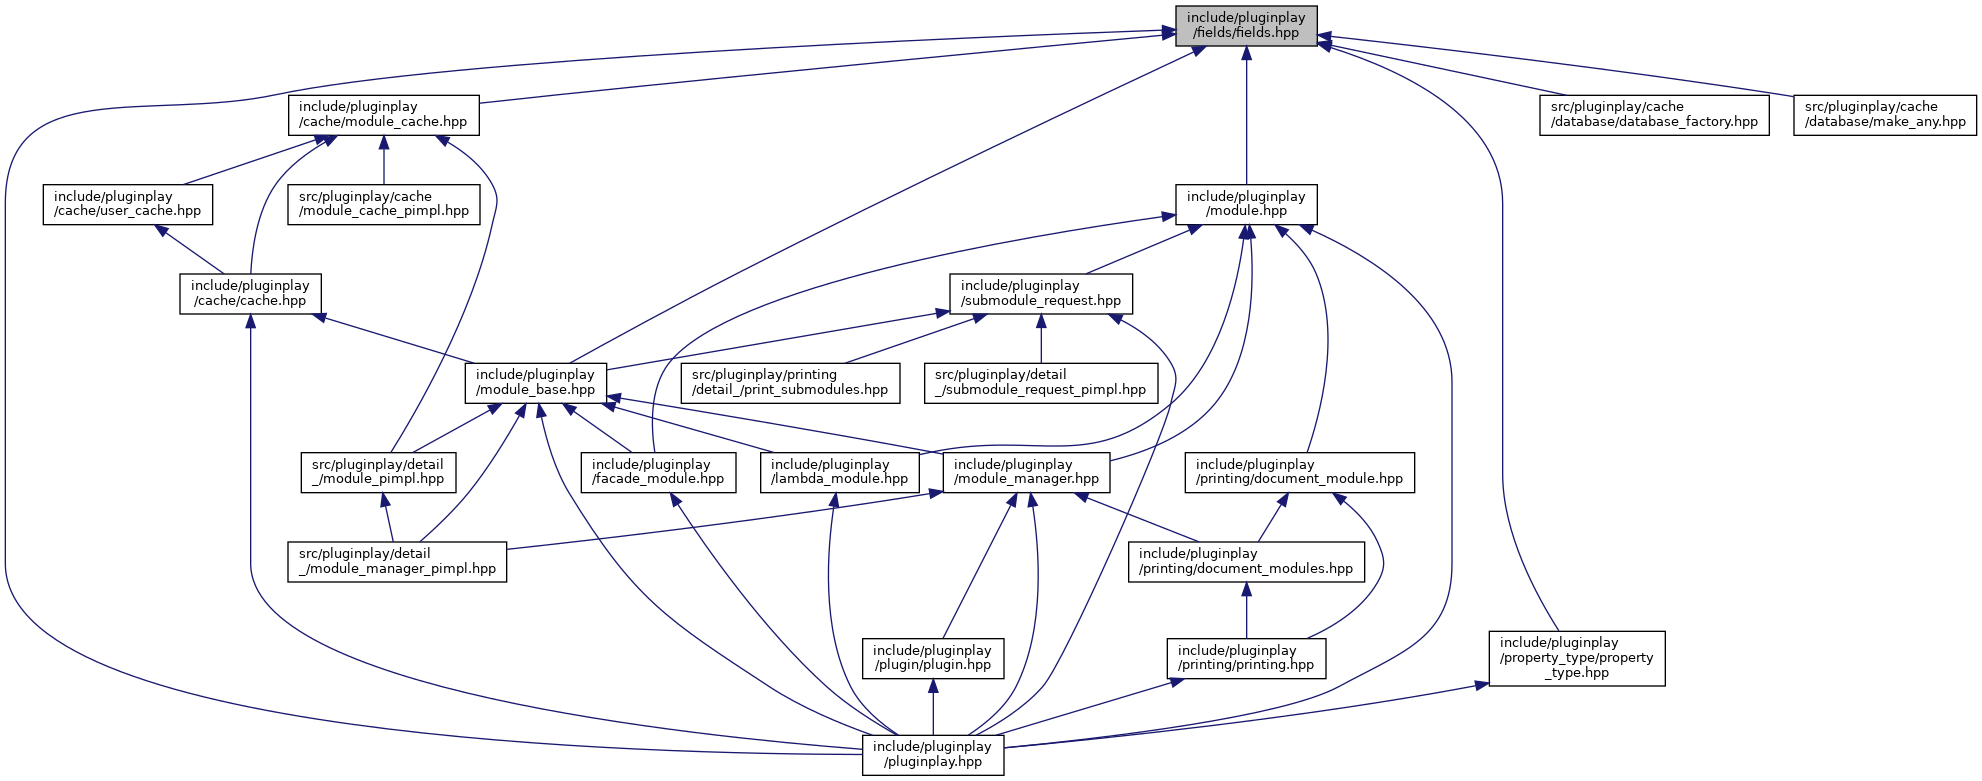 include/pluginplay
/fields/fields.hpp
include/pluginplay
/cache/module_cache.hpp
src/pluginplay/cache
/database/database_factory.hpp
src/pluginplay/cache
/database/make_any.hpp
include/pluginplay
/cache/user_cache.hpp
src/pluginplay/cache
/module_cache_pimpl.hpp
include/pluginplay
/module.hpp
include/pluginplay
/cache/cache.hpp
include/pluginplay
/submodule_request.hpp
include/pluginplay
/module_base.hpp
src/pluginplay/printing
/detail_/print_submodules.hpp
src/pluginplay/detail
_/submodule_request_pimpl.hpp
src/pluginplay/detail
_/module_pimpl.hpp
include/pluginplay
/facade_module.hpp
include/pluginplay
/lambda_module.hpp
include/pluginplay
/module_manager.hpp
include/pluginplay
/printing/document_module.hpp
src/pluginplay/detail
_/module_manager_pimpl.hpp
include/pluginplay
/printing/document_modules.hpp
include/pluginplay
/plugin/plugin.hpp
include/pluginplay
/printing/printing.hpp
include/pluginplay
/property_type/property
_type.hpp
include/pluginplay
/pluginplay.hpp